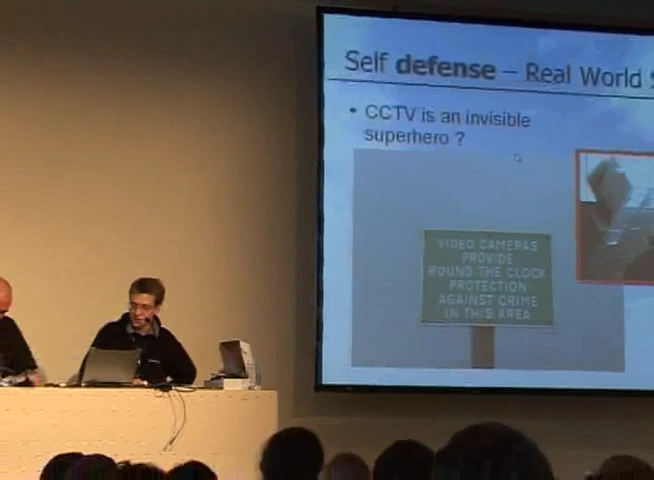 Self defense – Real World
• CCTV is an invisible
superhero ?
VIDEO CAMERAS
PROVIDE
ROUND THE CLOCK
PROTECTION
AGAINST CRIME
IN THIS AREA